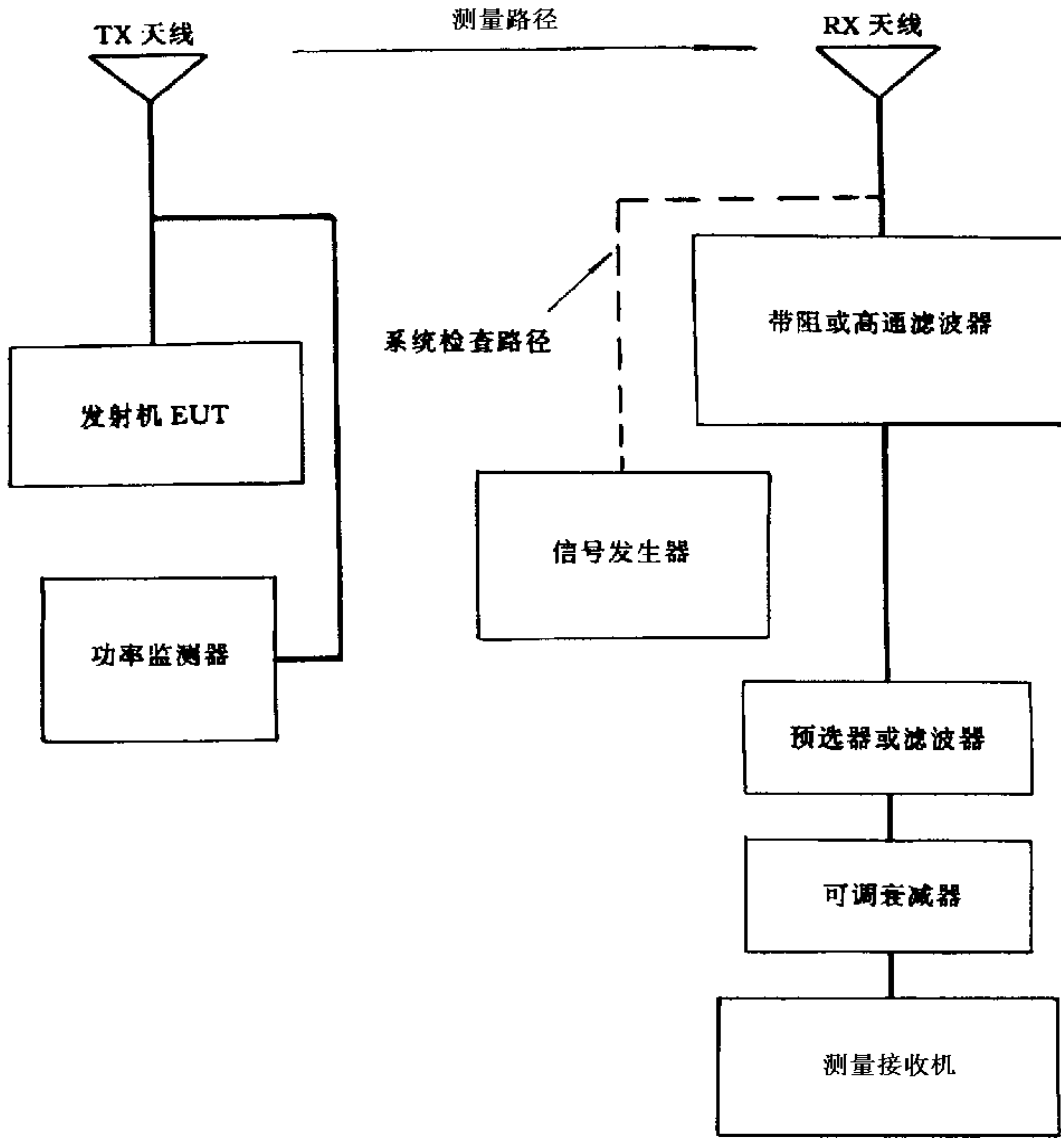 测量路径
TX 天线
RX 天线
系统检查路径
带阻或高通滤波器
发射机 EUT
信号发生器
功率监测器
预选器或滤波器
可调衰减器
测量接收机